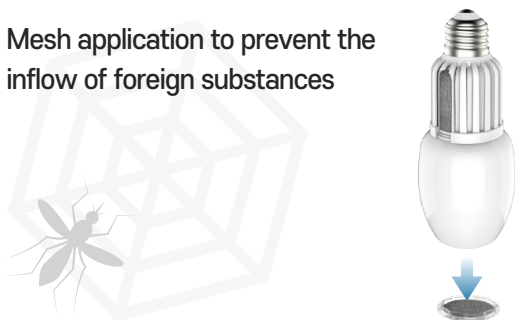 Mesh application to prevent the
inflow of foreign substances